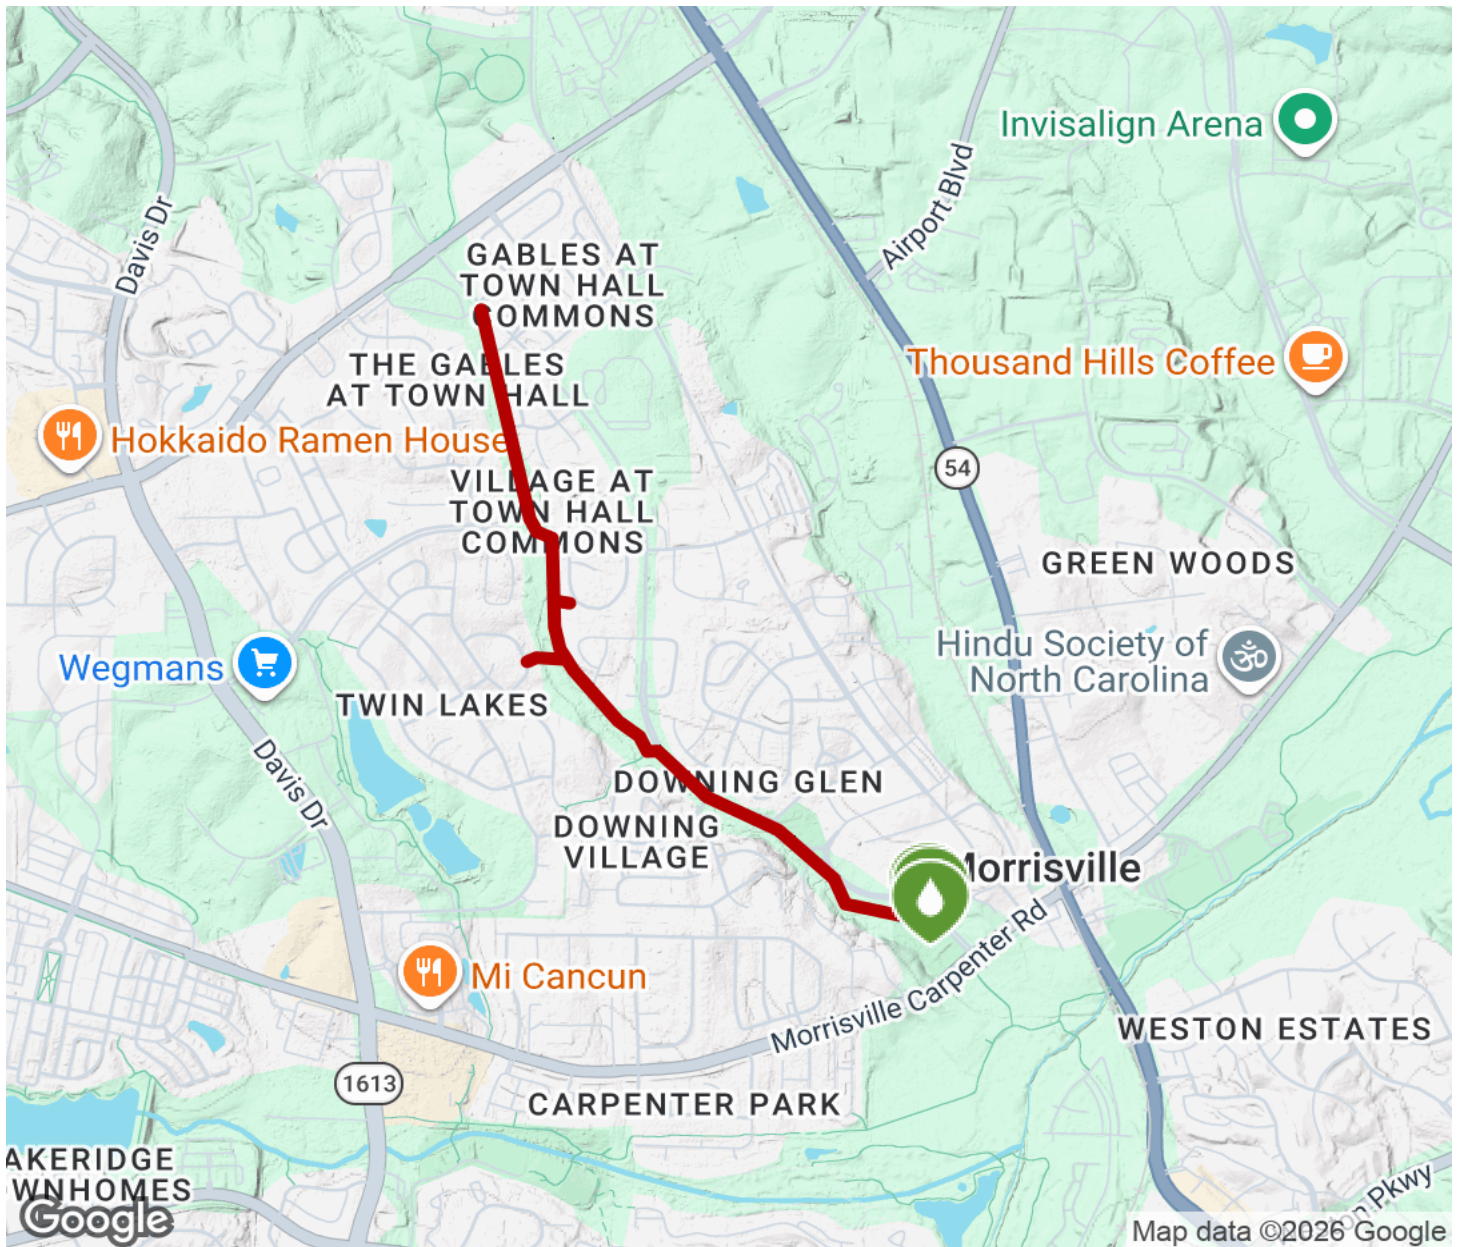 Invisalign Arena
Airport Blvd
Davis Dr
GABLES AT
TOWN HALL
COMMONS
THE GABLES
AT TOWN HALL
Thousand Hills Coffee
Hokkaido Ramen House
54
VILLAGE AT
TOWN HALL
COMMONS
GREEN WOODS
Hindu Society of
North Carolina
Wegmans
TWIN LAKES
Davis Dr
DOWNING GLEN
DOWNING
VILLAGE
Morrisville
Mi Cancun
Morrisville Carpenter Rd
WESTON ESTATES
1613
CARPENTER PARK
AKERIDGE
WNHOMES
on Pkwy
Google
Map data ©2026 Google